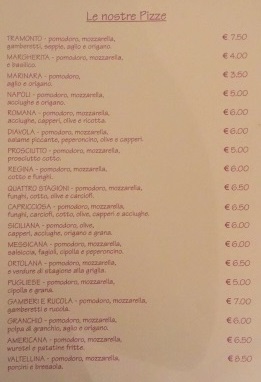 Le nostre Pizze
TRAMONTO - pomodoro, mozzarella, € 7.50
gamberetti, seppie, aglio e origano.
MARGHERITA - pomodoro, mozzarella, € 4.00
e basilico.
MARINARA - pomodoro, € 3.50
aglio e origano.
NAPOLI - pomodoro, mozzarella, € 5.00
acciughe e origano.
ROMANA - pomodoro, mozzarella, € 6.00
acciughe, capperi, olive e ricotta.
DIAVOLA - pomodoro, mozzarella, € 6.00
salame piccante, peperoncino, olive e capperi.
PROSCIUTTO - pomodoro, mozzarella, € 5.00
prosciutto cotto.
REGINA - pomodoro, mozzarella, € 6.00
cotto e funghi.
QUATTRO STAGIONI - pomodoro, mozzarella, € 6.50
funghi, cotto, olive e carciofi.
CAPRICCIOSA - pomodoro, mozzarella, € 6.50
funghi, carciofi, cotto, olive, capperi e acciughe.
SICILIANA - pomodoro, olive, € 6.00
capperi, acciughe, origano e grana.
MESSICANA - pomodoro, mozzarella, € 6.00
salsiccia, fagioli, cipolla e peperoncino.
ORTOLANA - pomodoro, mozzarella, € 6.50
e verdure di stagione alla griglia.
PUGLIESE - pomodoro, mozzarella, € 5.00
cipolla e grana.
GAMBERI E RUCOLA - pomodoro, mozzarella, € 7.00
gamberetti e rucola.
GRANCHIO - pomodoro, mozzarella, € 6.00
polpa di granchio, aglio e origano.
AMERICANA - pomodoro, mozzarella, € 6.50
wurstel e patatine fritte.
VALTELLINA - pomodoro, mozzarella, € 8.50
porcini e bresaola.